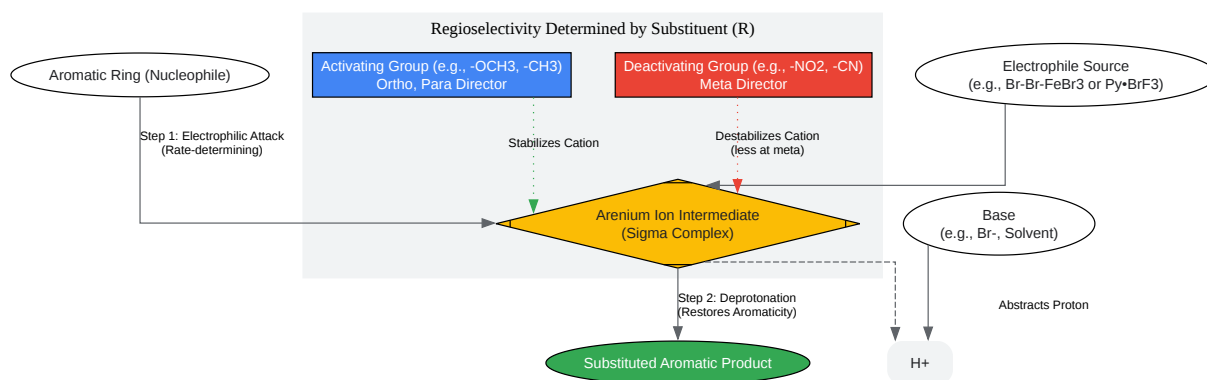 Regioselectivity Determined by Substituent (R)
Aromatic Ring (Nucleophile)
Activating Group (e.g., -OCH3, -CH3)
Ortho, Para Director
Deactivating Group (e.g., -NO2, -CN)
Meta Director
Electrophile Source
(e.g., Br-Br-FeBr3 or Py•BrF3)
Step 1: Electrophilic Attack
(Rate-determining)
Stabilizes Cation
Destabilizes Cation
(less at meta)
Arenium Ion Intermediate
(Sigma Complex)
Base
(e.g., Br-, Solvent)
Step 2: Deprotonation
(Restores Aromaticity)
Abstracts Proton
Substituted Aromatic Product
H+